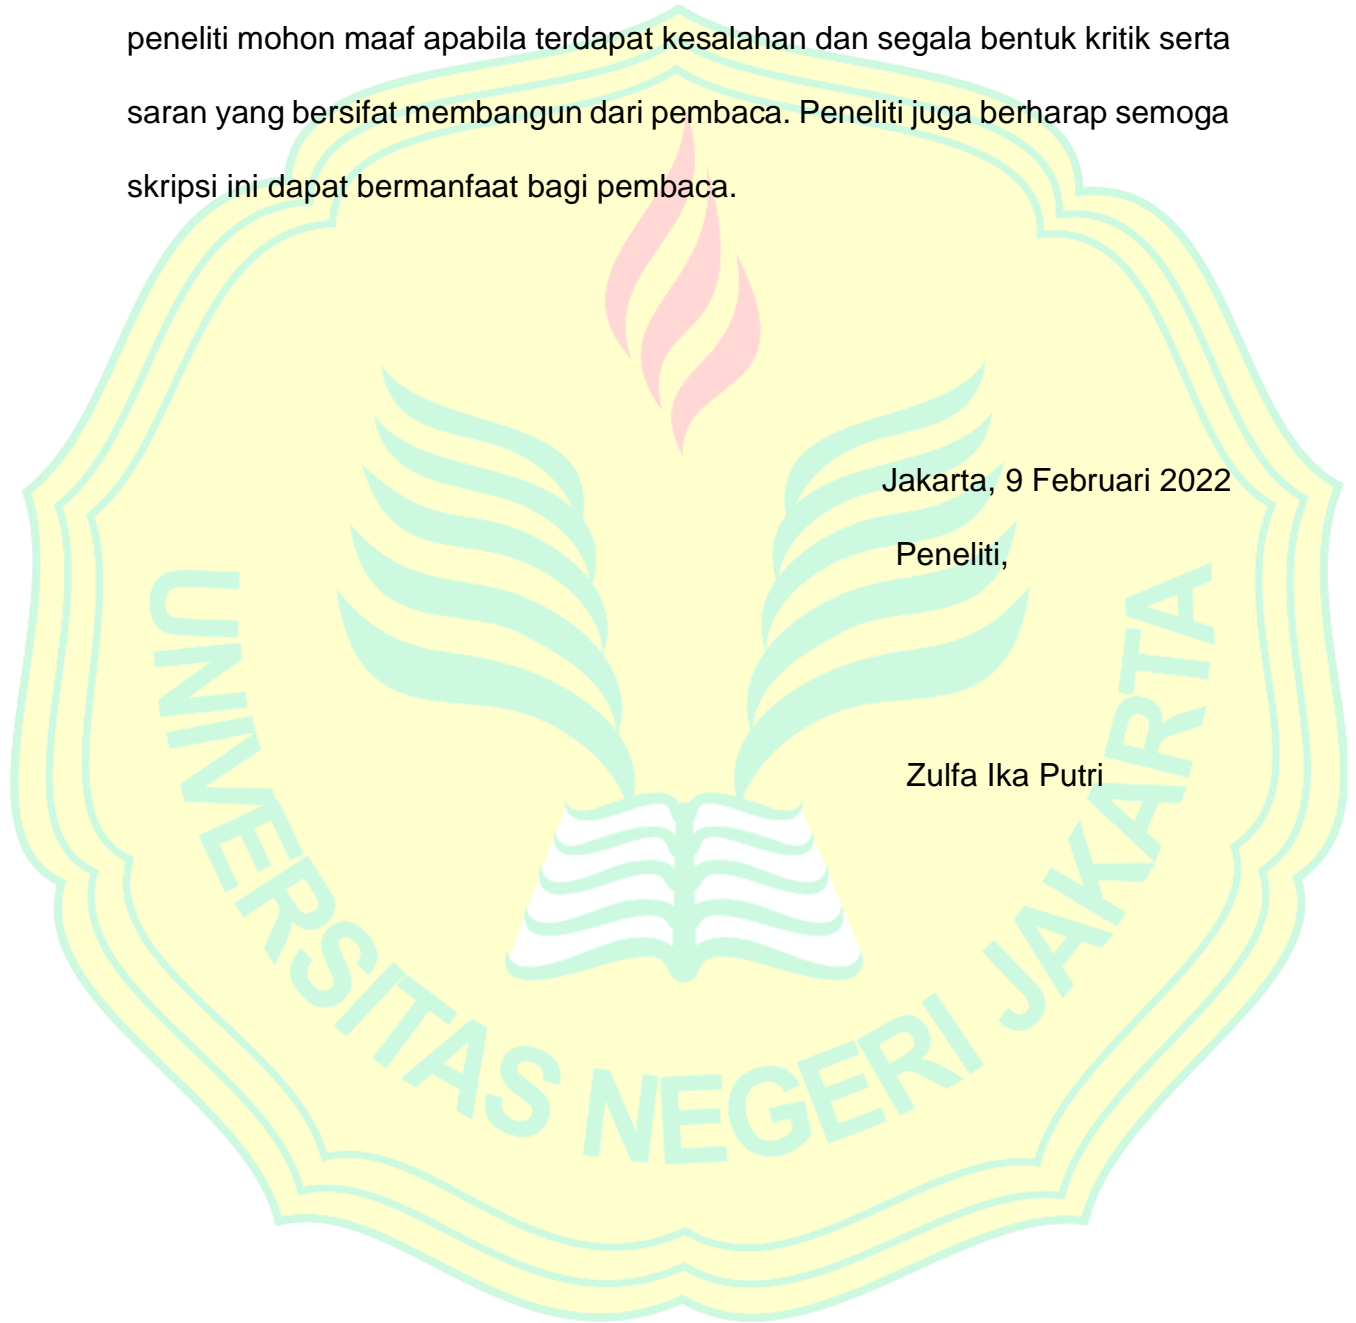 peneliti mohon maaf apabila terdapat kesalahan dan segala bentuk kritik serta
saran yang bersifat membangun dari pembaca. Peneliti juga berharap semoga
skripsi ini dapat bermanfaat bagi pembaca.
Jakarta, 9 Februari 2022
Peneliti,
Zulfa Ika Putri
UNIVERSITAS NEGERI JAKARTA